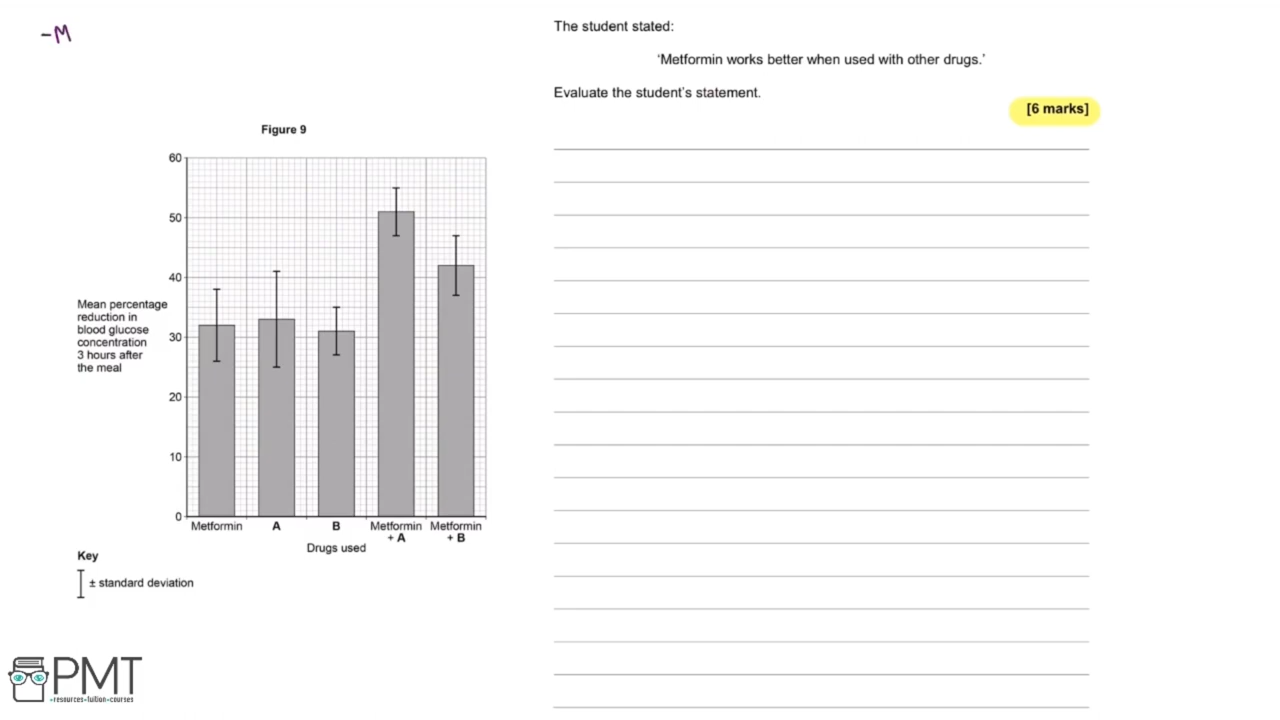 -M
The student stated:
'Metformin works better when used with other drugs.'
Evaluate the student's statement.
[6 marks]
Figure 9
60
50
40
30
20
10
0
Mean percentage
reduction in
blood glucose
concentration
3 hours after
the meal
Metformin A B Metformin + A Metformin + B
Drugs used
Key
± standard deviation
PMT
resources•tuition•courses